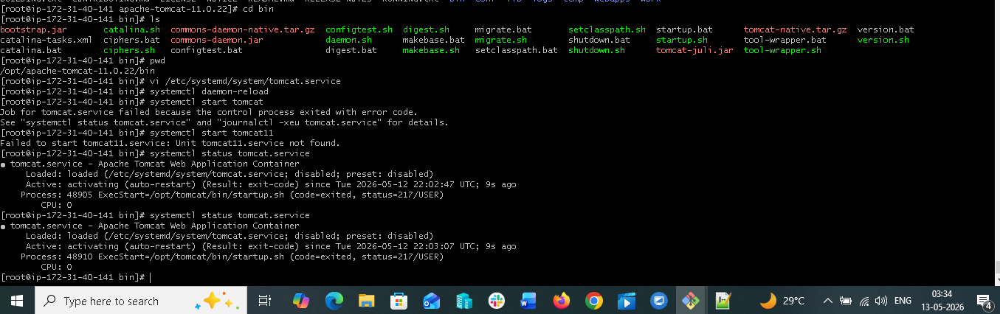 [root@ip-172-31-40-141 apache-tomcat-11.0.22]# cd bin
[root@ip-172-31-40-141 bin]# ls
bootstrap.jar catalina.sh commons-daemon-native.tar.gz configtest.sh digest.sh migrate.bat setclasspath.sh startup.bat tomcat-native.tar.gz version.bat
catalina-tasks.xml ciphers.bat commons-daemon.jar daemon.sh makebase.bat migrate.sh shutdown.bat startup.sh tool-wrapper.bat version.sh
catalina.bat ciphers.sh configtest.bat digest.bat makebase.sh setclasspath.bat shutdown.sh tomcat-juli.jar tool-wrapper.sh
[root@ip-172-31-40-141 bin]# pwd
/opt/apache-tomcat-11.0.22/bin
[root@ip-172-31-40-141 bin]# vi /etc/systemd/system/tomcat.service
[root@ip-172-31-40-141 bin]# systemctl daemon-reload
[root@ip-172-31-40-141 bin]# systemctl start tomcat
Job for tomcat.service failed because the control process exited with error code.
See "systemctl status tomcat.service" and "journalctl -xeu tomcat.service" for details.
[root@ip-172-31-40-141 bin]# systemctl start tomcat11
Failed to start tomcat11.service: Unit tomcat11.service not found.
[root@ip-172-31-40-141 bin]# systemctl status tomcat.service
● tomcat.service - Apache Tomcat Web Application Container
Loaded: loaded (/etc/systemd/system/tomcat.service; disabled; preset: disabled)
Active: activating (auto-restart) (Result: exit-code) since Tue 2026-05-12 22:02:47 UTC; 9s ago
Process: 48905 ExecStart=/opt/tomcat/bin/startup.sh (code=exited, status=217/USER)
CPU: 0
[root@ip-172-31-40-141 bin]# systemctl status tomcat.service
● tomcat.service - Apache Tomcat Web Application Container
Loaded: loaded (/etc/systemd/system/tomcat.service; disabled; preset: disabled)
Active: activating (auto-restart) (Result: exit-code) since Tue 2026-05-12 22:03:07 UTC; 9s ago
Process: 48910 ExecStart=/opt/tomcat/bin/startup.sh (code=exited, status=217/USER)
CPU: 0
[root@ip-172-31-40-141 bin]#
Type here to search 29°C ENG 03:34
13-05-2026 4